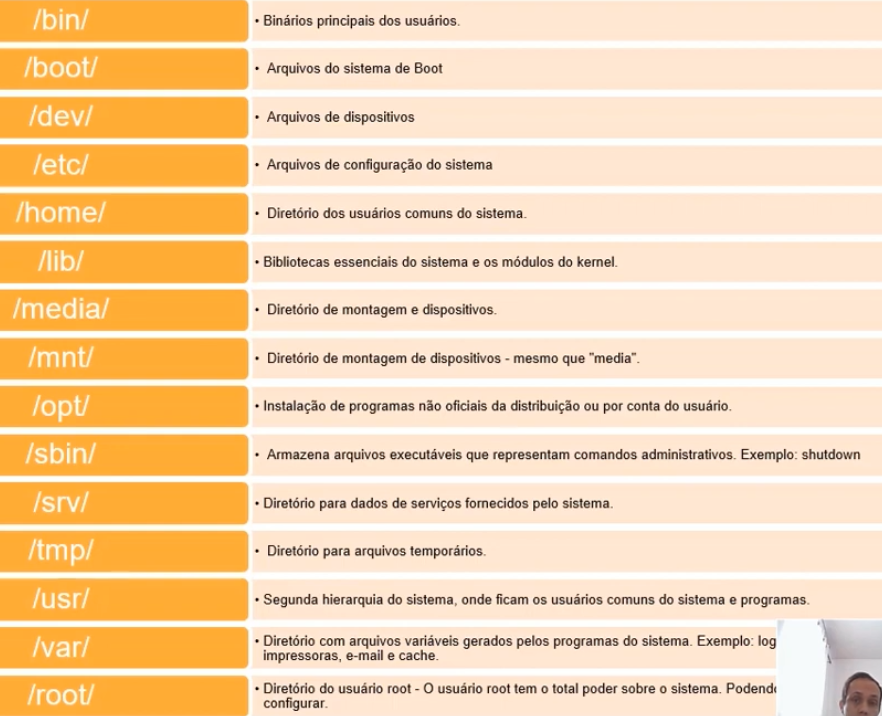 /bin/
• Binários principais dos usuários.
/boot/
• Arquivos do sistema de Boot
/dev/
• Arquivos de dispositivos
/etc/
• Arquivos de configuração do sistema
/home/
• Diretório dos usuários comuns do sistema.
/lib/
• Bibliotecas essenciais do sistema e os módulos do kernel.
/media/
• Diretório de montagem e dispositivos.
/mnt/
• Diretório de montagem de dispositivos - mesmo que "media".
/opt/
• Instalação de programas não oficiais da distribuição ou por conta do usuário.
/sbin/
• Armazena arquivos executáveis que representam comandos administrativos. Exemplo: shutdown
/srv/
• Diretório para dados de serviços fornecidos pelo sistema.
/tmp/
• Diretório para arquivos temporários.
/usr/
• Segunda hierarquia do sistema, onde ficam os usuários comuns do sistema e programas.
/var/
• Diretório com arquivos variáveis gerados pelos programas do sistema. Exemplo:
impressoras, e-mail e cache.
/root/
• Diretório do usuário root - O usuário root tem o total poder sobre o sistema.
configurar.